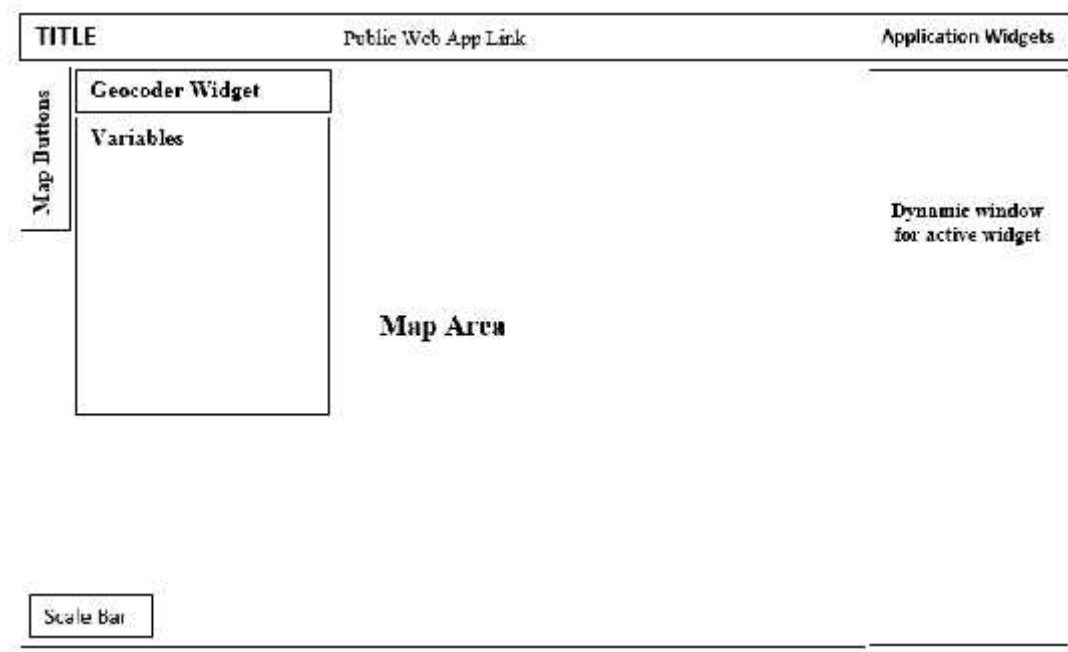 TITLE
Public Web App Link
Application Widgets
Map Buttons
Geocoder Widget
Variables
Dynamic window
for active widget
Map Area
Scale Bar